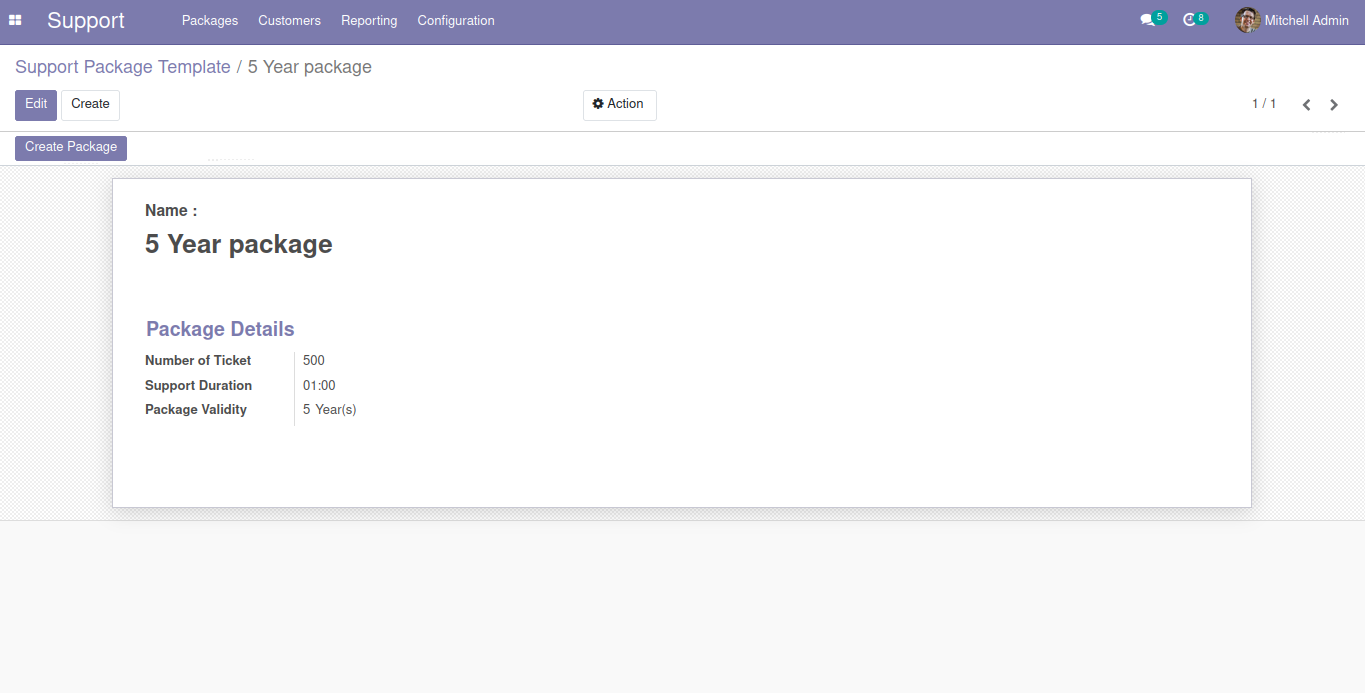 Support Packages Customers Reporting Configuration 5 8 Mitchell Admin
Support Package Template / 5 Year package
Edit Create Action 1 / 1
Create Package
Name :
5 Year package
Package Details
Number of Ticket 500
Support Duration 01:00
Package Validity 5 Year(s)